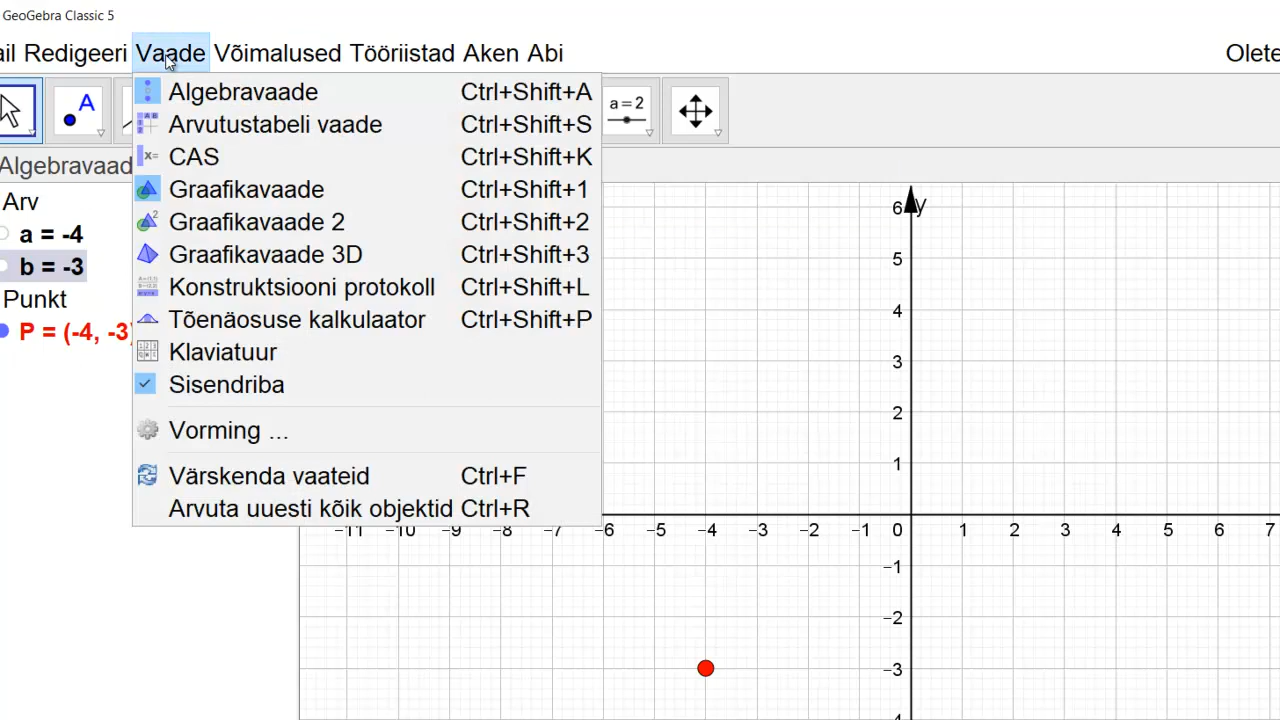 GeoGebra Classic 5
ail Redigeeri Vaade Võimalused Tööriistad Aken Abi Olete
A a=2
Algebravaade Ctrl+Shift+A
Arvutustabeli vaade Ctrl+Shift+S
x= CAS Ctrl+Shift+K
Graafikavaade Ctrl+Shift+1
2 Graafikavaade 2 Ctrl+Shift+2
Graafikavaade 3D Ctrl+Shift+3
Konstruktsiooni protokoll Ctrl+Shift+L
Tõenäosuse kalkulaator Ctrl+Shift+P
Klaviatuur
Sisendriba
Vorming ...
Värskenda vaateid Ctrl+F
Arvuta uuesti kõik objektid Ctrl+R
Algebravaad
Arv
a = -4
b = -3
Punkt
P = (-4, -3)
y
6
5
4
3
2
1
−11 −10 −9 −8 −7 −6 −5 −4 −3 −2 −1 0 1 2 3 4 5 6 7
−1
−2
−3